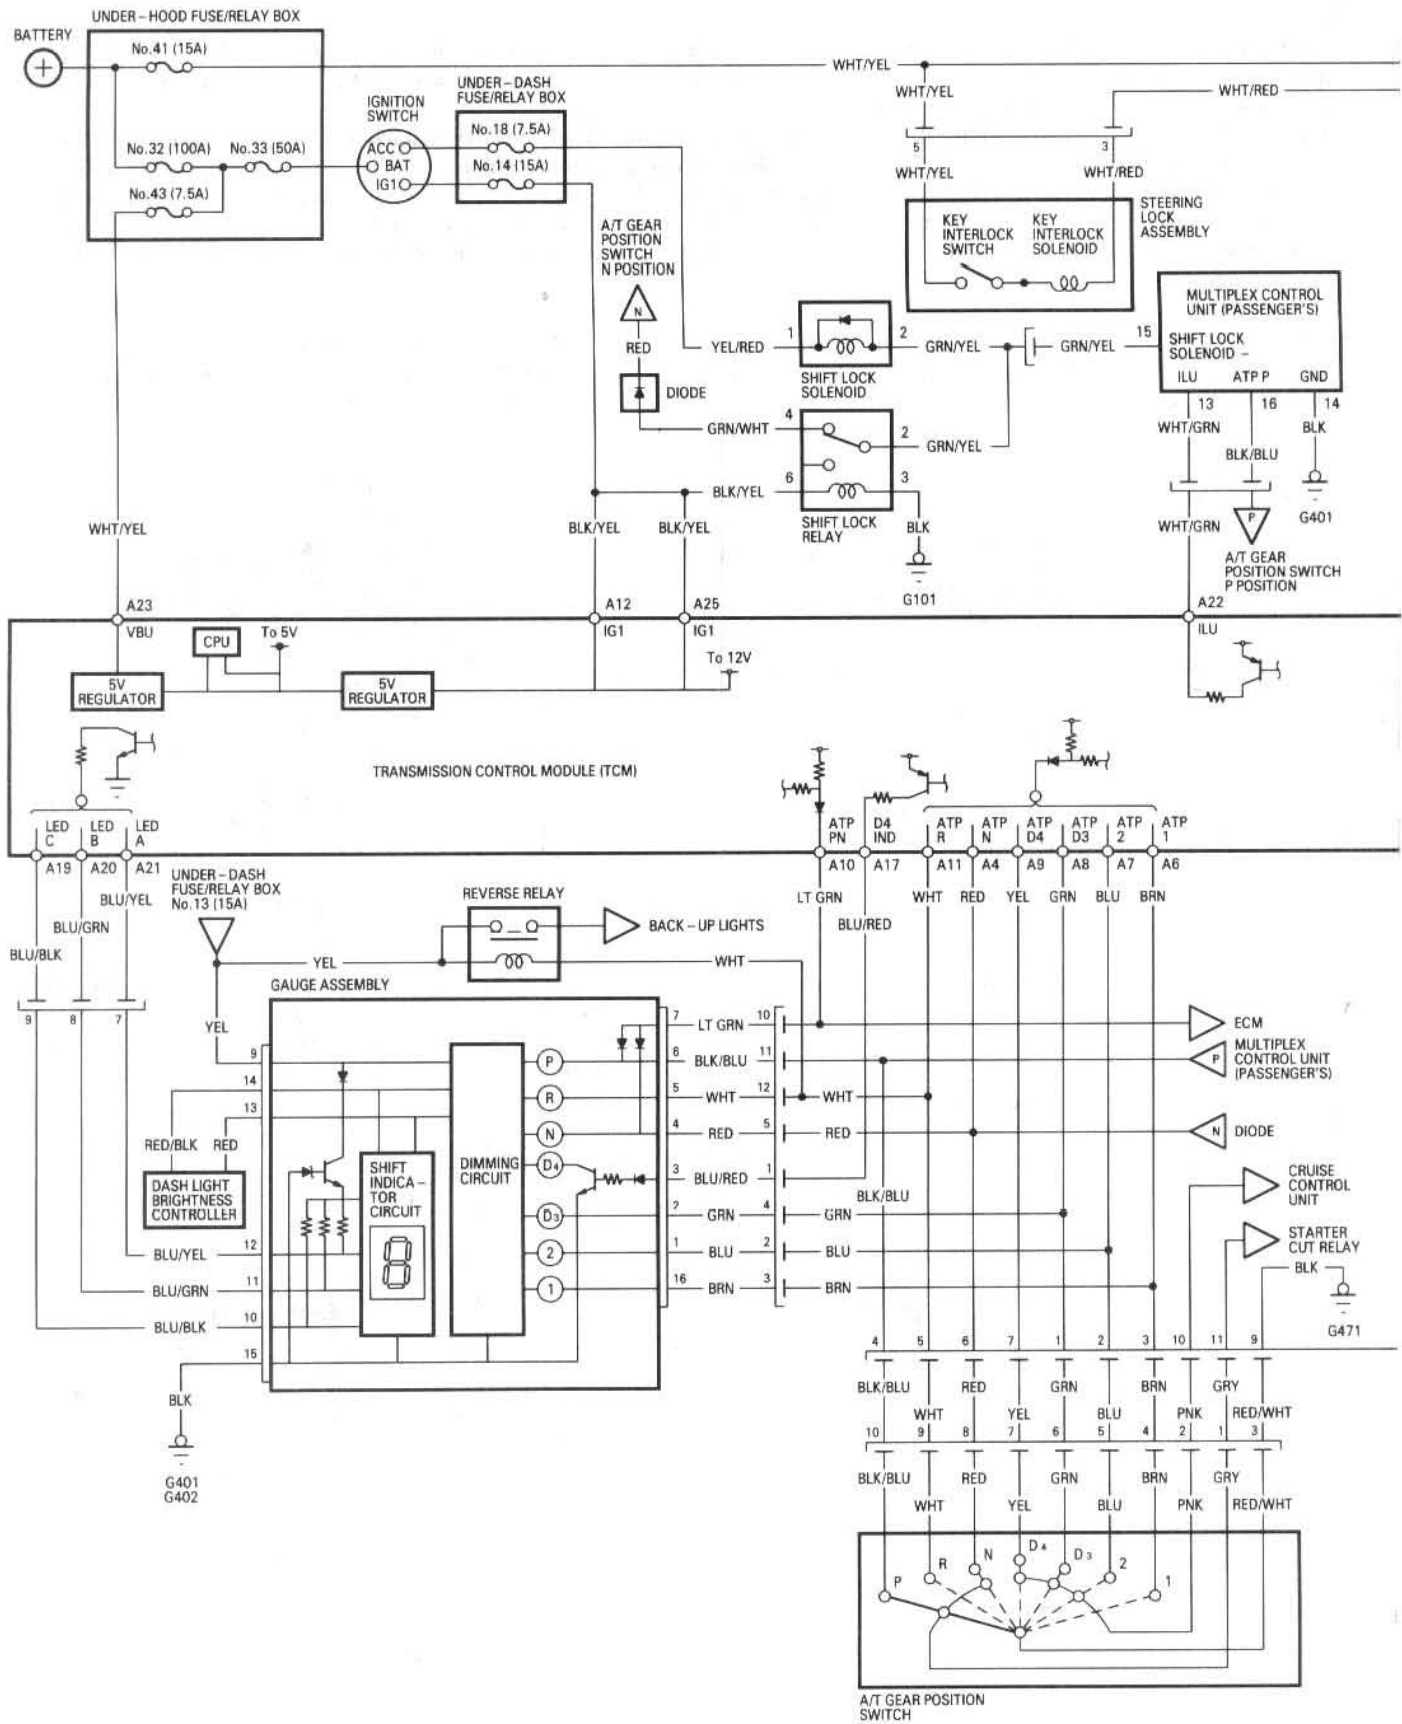 UNDER-HOOD FUSE/RELAY BOX
BATTERY
+
No.41 (15A)
WHT/YEL
UNDER-DASH
FUSE/RELAY BOX
IGNITION
SWITCH
WHT/YEL
WHT/RED
No.18 (7.5A)
ACC
No.32 (100A)
No.33 (50A)
BAT
No.14 (15A)
5
3
IG1
No.43 (7.5A)
WHT/YEL
WHT/RED
STEERING
LOCK
ASSEMBLY
A/T GEAR
POSITION
SWITCH
N POSITION
KEY
INTERLOCK
SWITCH
KEY
INTERLOCK
SOLENOID
N
MULTIPLEX CONTROL
UNIT (PASSENGER'S)
1
2
15
RED
YEL/RED
GRN/YEL
GRN/YEL
SHIFT LOCK
SOLENOID -
SHIFT LOCK
SOLENOID
ILU
ATP P
GND
DIODE
13
16
14
4
GRN/WHT
2
GRN/YEL
WHT/GRN
BLK
BLK/BLU
6
3
BLK/YEL
SHIFT LOCK
RELAY
BLK
G401
P
WHT/YEL
BLK/YEL
BLK/YEL
WHT/GRN
A/T GEAR
POSITION SWITCH
P POSITION
G101
A23
A12
A25
A22
VBU
CPU
To 5V
IG1
IG1
ILU
To 12V
5V
REGULATOR
5V
REGULATOR
TRANSMISSION CONTROL MODULE (TCM)
LED
C
LED
B
LED
A
ATP
PN
D4
IND
ATP
R
ATP
N
ATP
D4
ATP
D3
ATP
2
ATP
1
A19
A20
A21
A10
A17
A11
A4
A9
A8
A7
A6
UNDER-DASH
FUSE/RELAY BOX
No.13 (15A)
REVERSE RELAY
BLU/YEL
LT GRN
WHT
RED
YEL
GRN
BLU
BRN
BLU/GRN
BLU/RED
BACK-UP LIGHTS
BLU/BLK
YEL
WHT
GAUGE ASSEMBLY
9
8
7
YEL
7
LT GRN
10
ECM
9
P
6
BLK/BLU
11
P
MULTIPLEX
CONTROL UNIT
(PASSENGER'S)
14
R
5
WHT
12
WHT
13
N
4
RED
5
RED
N
DIODE
RED/BLK
RED
SHIFT
INDICA-
TOR
CIRCUIT
DIMMING
CIRCUIT
D4
3
BLU/RED
1
CRUISE
CONTROL
UNIT
DASH LIGHT
BRIGHTNESS
CONTROLLER
BLK/BLU
D3
2
GRN
4
GRN
STARTER
CUT RELAY
BLU/YEL
12
8
2
1
BLU
2
BLU
BLK
BLU/GRN
11
1
16
BRN
3
BRN
BLU/BLK
10
G471
15
4
5
6
7
1
2
3
10
11
9
BLK
BLK/BLU
RED
GRN
BRN
GRY
WHT
YEL
BLU
PNK
RED/WHT
10
9
8
7
6
5
4
2
1
3
G401
G402
BLK/BLU
RED
GRN
BRN
GRY
WHT
YEL
BLU
PNK
RED/WHT
P
R
N
D4
D3
2
1
A/T GEAR POSITION
SWITCH